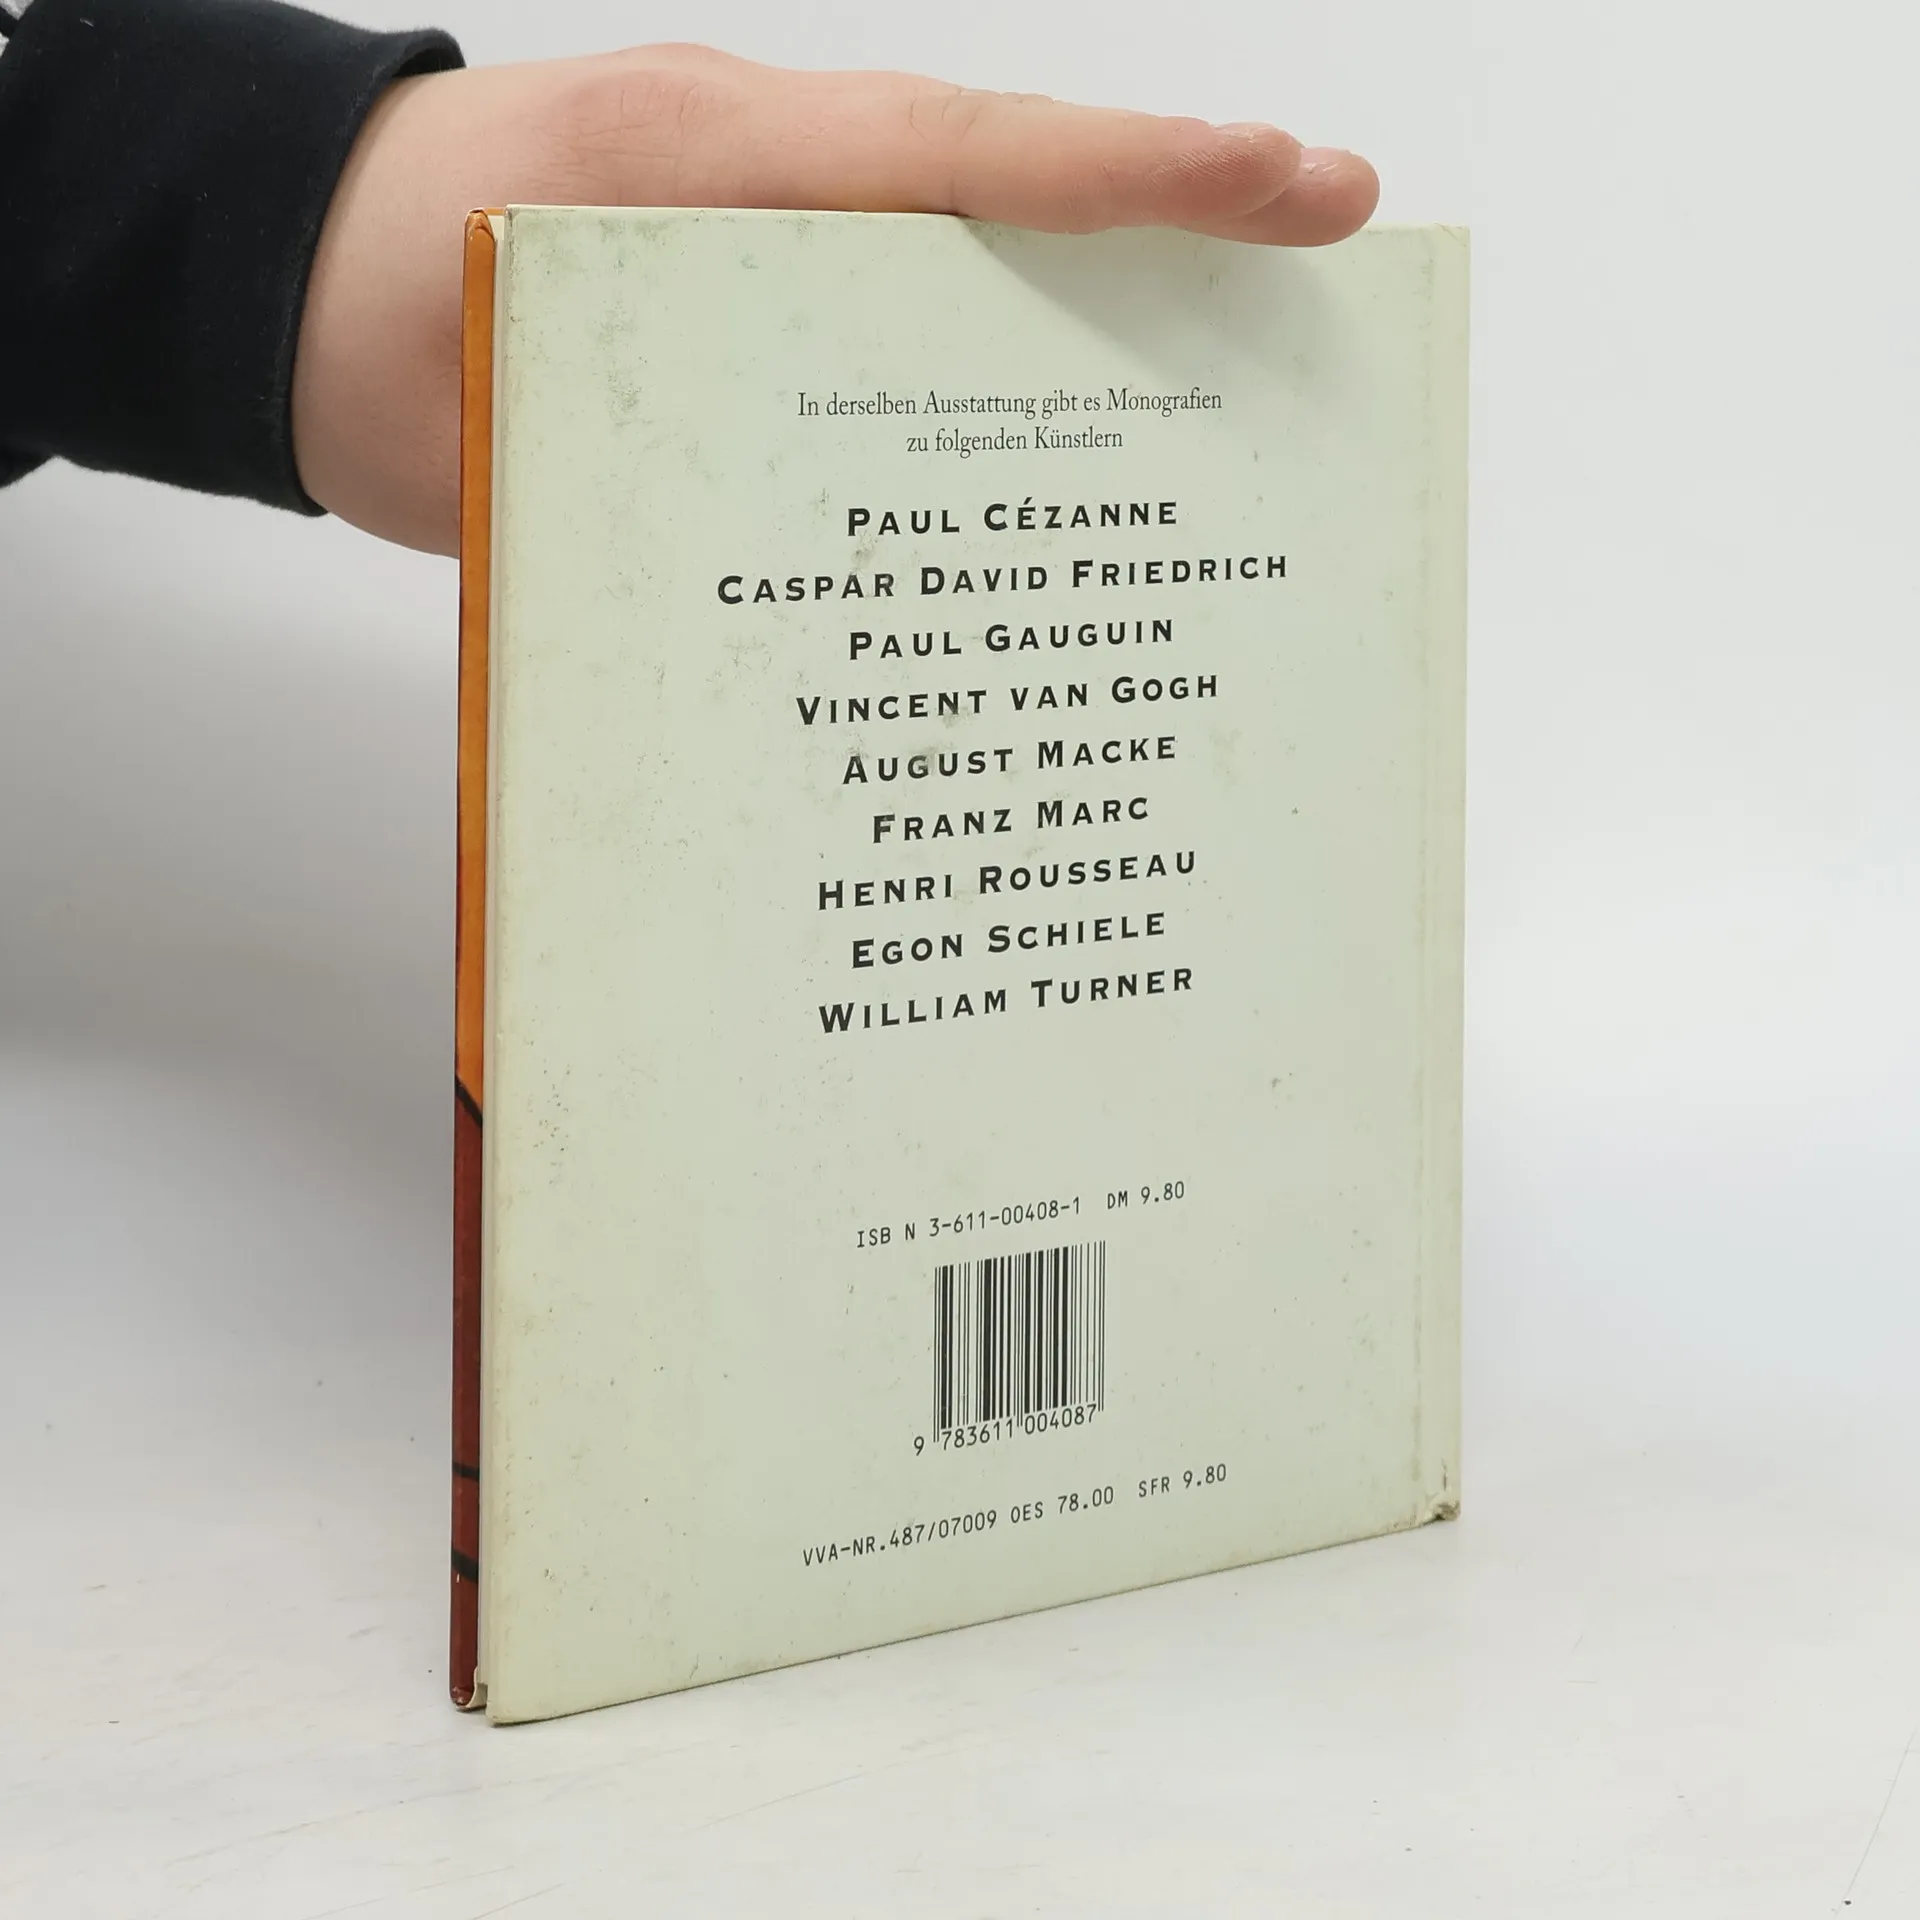 In derselben Ausstattung gibt es Monografien
zu folgenden Künstlern
PAUL CÉZANNE
CASPAR DAVID FRIEDRICH
PAUL GAUGUIN
VINCENT VAN GOGH
AUGUST MACKE
FRANZ MARC
HENRI ROUSSEAU
EGON SCHIELE
WILLIAM TURNER
ISB N 3-611-00408-1 DM 9.80
9 783611 004087
VVA-NR.487/07009 OES 78.00 SFR 9.80